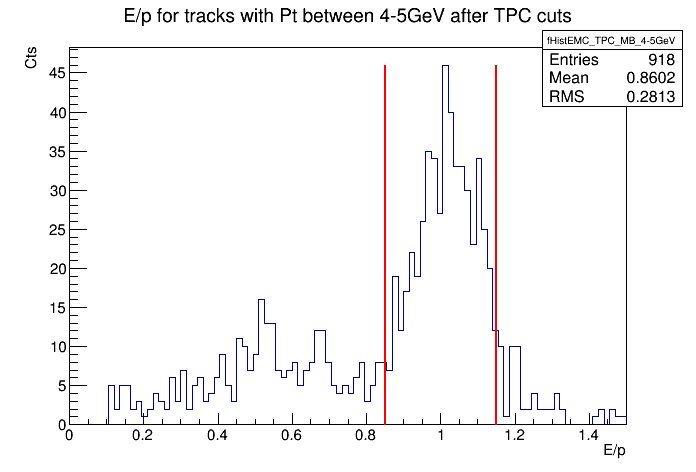 E/p for tracks with Pt between 4-5GeV after TPC cuts
fHistEMC_TPC_MB_4-5GeV
Entries 918
Mean 0.8602
RMS 0.2813
Cts
45
40
35
30
25
20
15
10
5
0
0 0.2 0.4 0.6 0.8 1 1.2 1.4
E/p